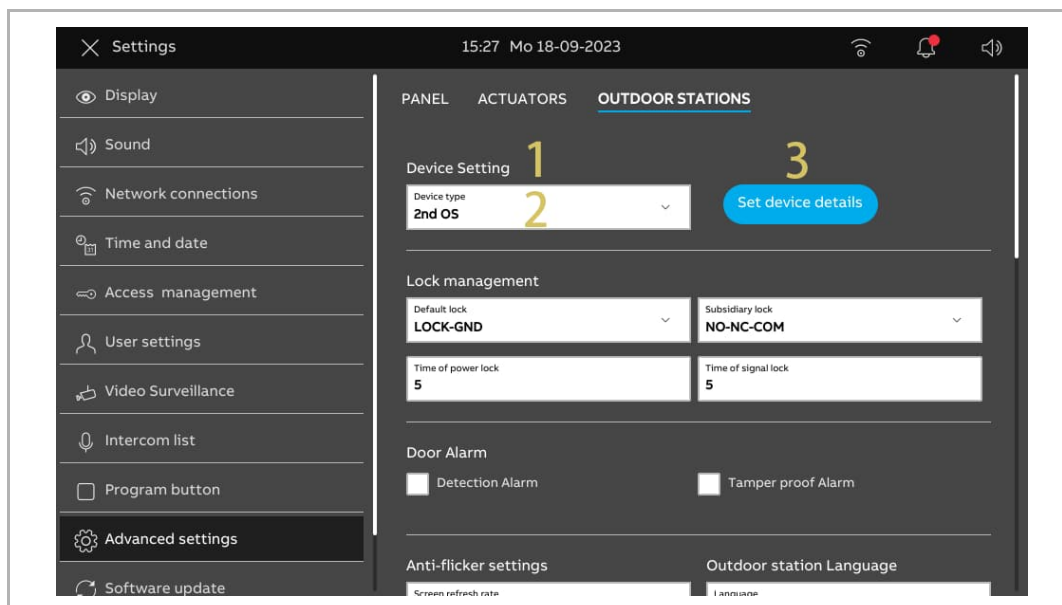 Settings
15:27 Mo 18-09-2023
Display
Sound
Network connections
31
Time and date
Access management
User settings
Video Surveillance
Intercom list
Program button
Advanced settings
Software update
PANEL ACTUATORS OUTDOOR STATIONS
Device Setting 1
Device type
2nd OS 2
3
Set device details
Lock management
Default lock
LOCK-GND
Subsidiary lock
NO-NC-COM
Time of power lock
5
Time of signal lock
5
Door Alarm
Detection Alarm
Tamper proof Alarm
Anti-flicker settings
Screen refresh rate
Outdoor station Language
Language